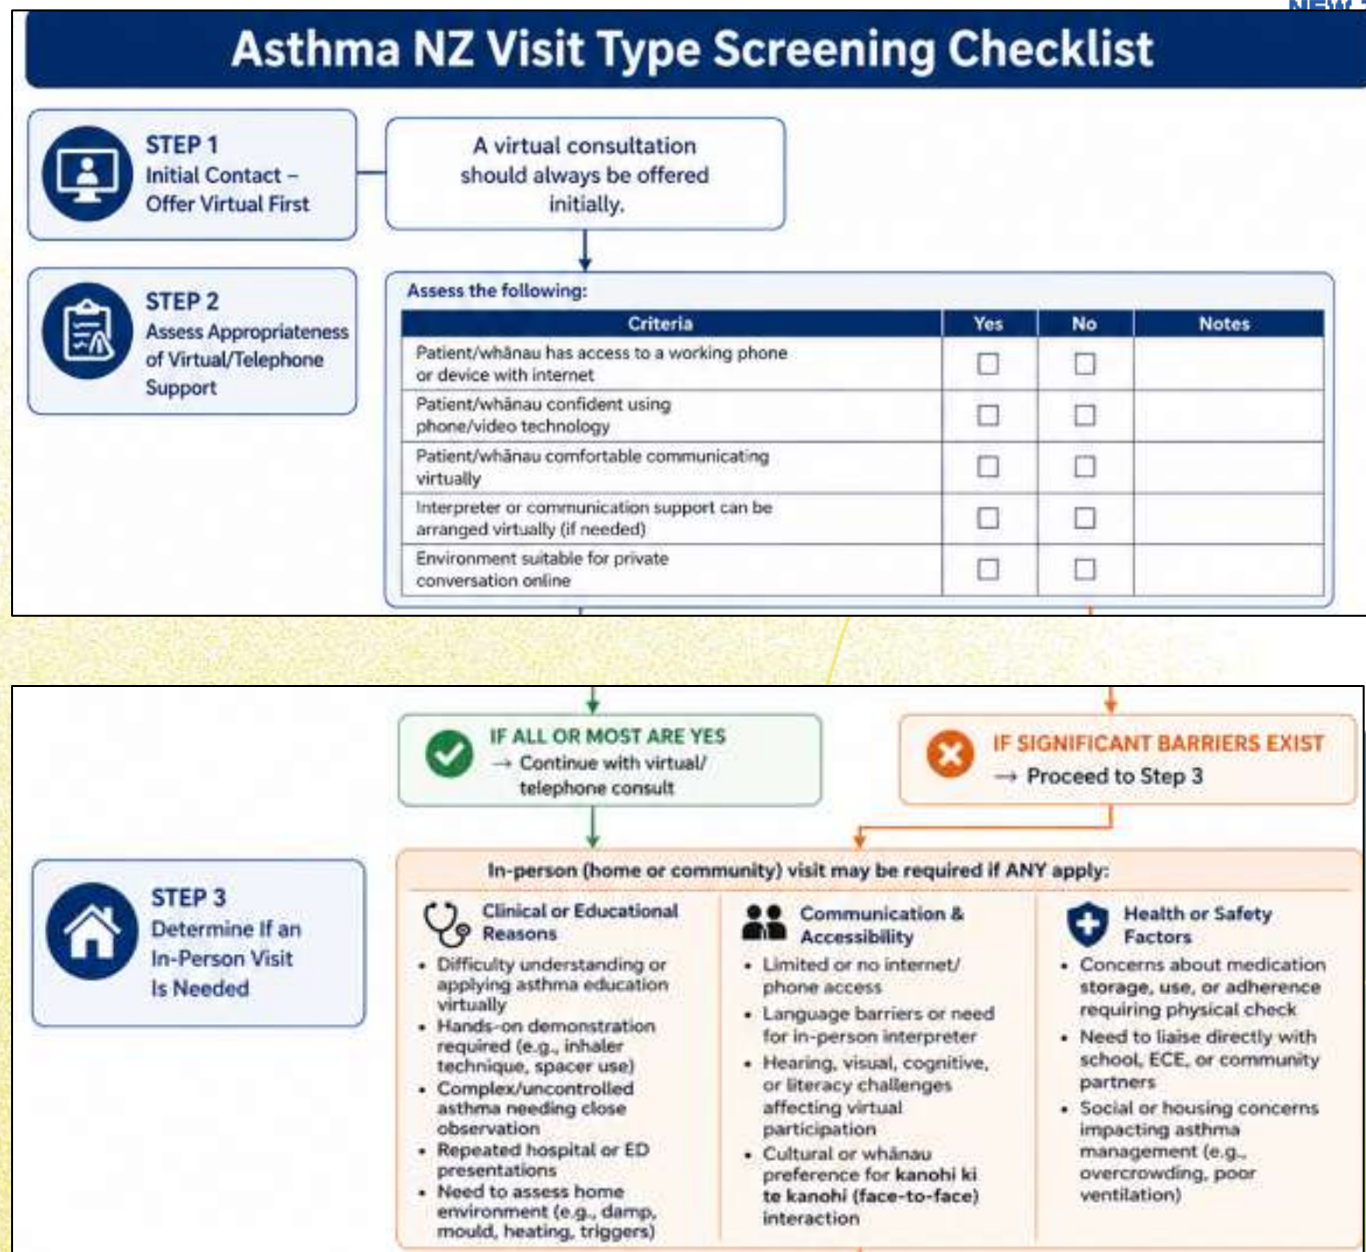 Asthma NZ Visit Type Screening Checklist
STEP 1
Initial Contact –
Offer Virtual First
A virtual consultation
should always be offered
initially.
STEP 2
Assess Appropriateness
of Virtual/Telephone
Support
Assess the following:
Criteria Yes No Notes
Patient/whānau has access to a working phone
or device with internet
Patient/whānau confident using
phone/video technology
Patient/whānau comfortable communicating
virtually
Interpreter or communication support can be
arranged virtually (if needed)
Environment suitable for private
conversation online
IF ALL OR MOST ARE YES
→ Continue with virtual/
telephone consult
IF SIGNIFICANT BARRIERS EXIST
→ Proceed to Step 3
STEP 3
Determine If an
In-Person Visit
Is Needed
In-person (home or community) visit may be required if ANY apply:
Clinical or Educational
Reasons
• Difficulty understanding or
applying asthma education
virtually
• Hands-on demonstration
required (e.g., inhaler
technique, spacer use)
• Complex/uncontrolled
asthma needing close
observation
• Repeated hospital or ED
presentations
• Need to assess home
environment (e.g., damp,
mould, heating, triggers)
Communication &
Accessibility
• Limited or no internet/
phone access
• Language barriers or need
for in-person interpreter
• Hearing, visual, cognitive,
or literacy challenges
affecting virtual
participation
• Cultural or whānau
preference for kanohi ki
te kanohi (face-to-face)
interaction
Health or Safety
Factors
• Concerns about medication
storage, use, or adherence
requiring physical check
• Need to liaise directly with
school, ECE, or community
partners
• Social or housing concerns
impacting asthma
management (e.g.,
overcrowding, poor
ventilation)